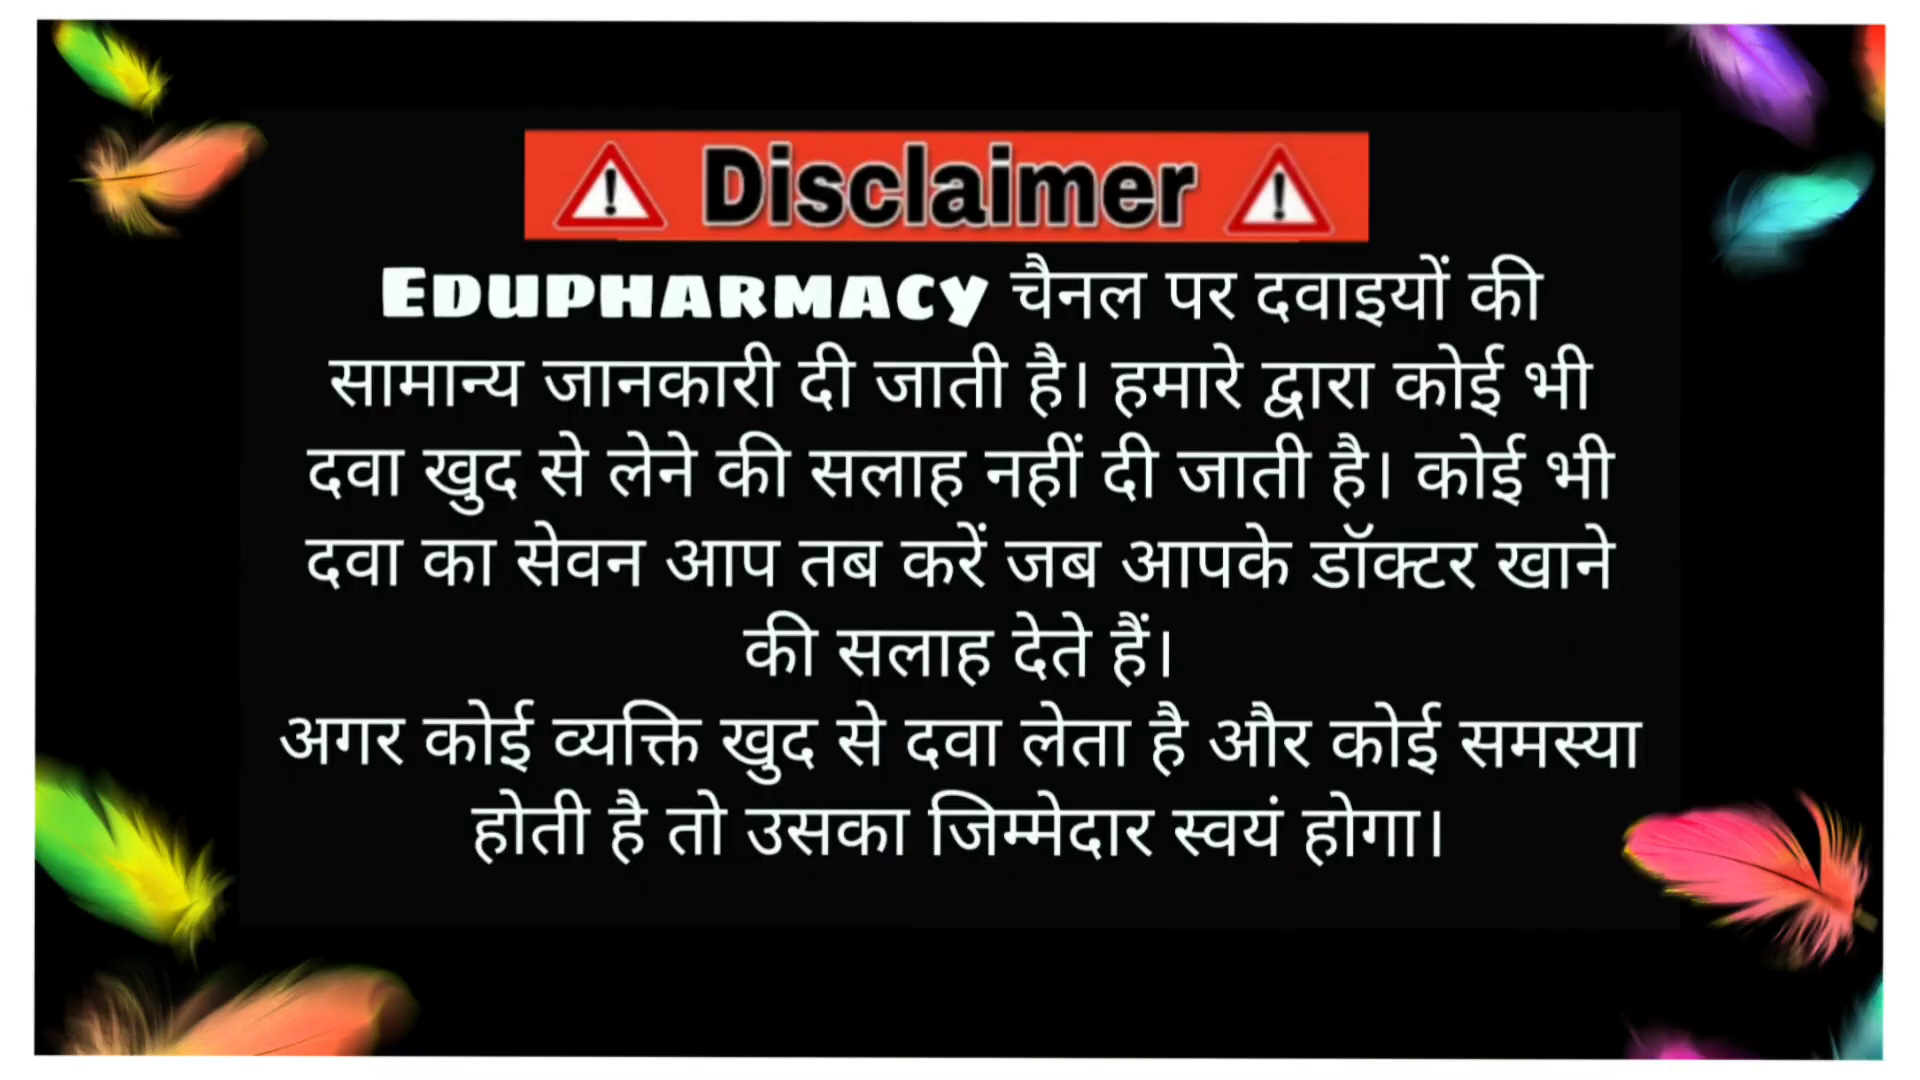 Disclaimer
EDUPHARMACY चैनल पर दवाइयों की
सामान्य जानकारी दी जाती है। हमारे द्वारा कोई भी
दवा खुद से लेने की सलाह नहीं दी जाती है। कोई भी
दवा का सेवन आप तब करें जब आपके डॉक्टर खाने
की सलाह देते हैं।
अगर कोई व्यक्ति खुद से दवा लेता है और कोई समस्या
होती है तो उसका जिम्मेदार स्वयं होगा।